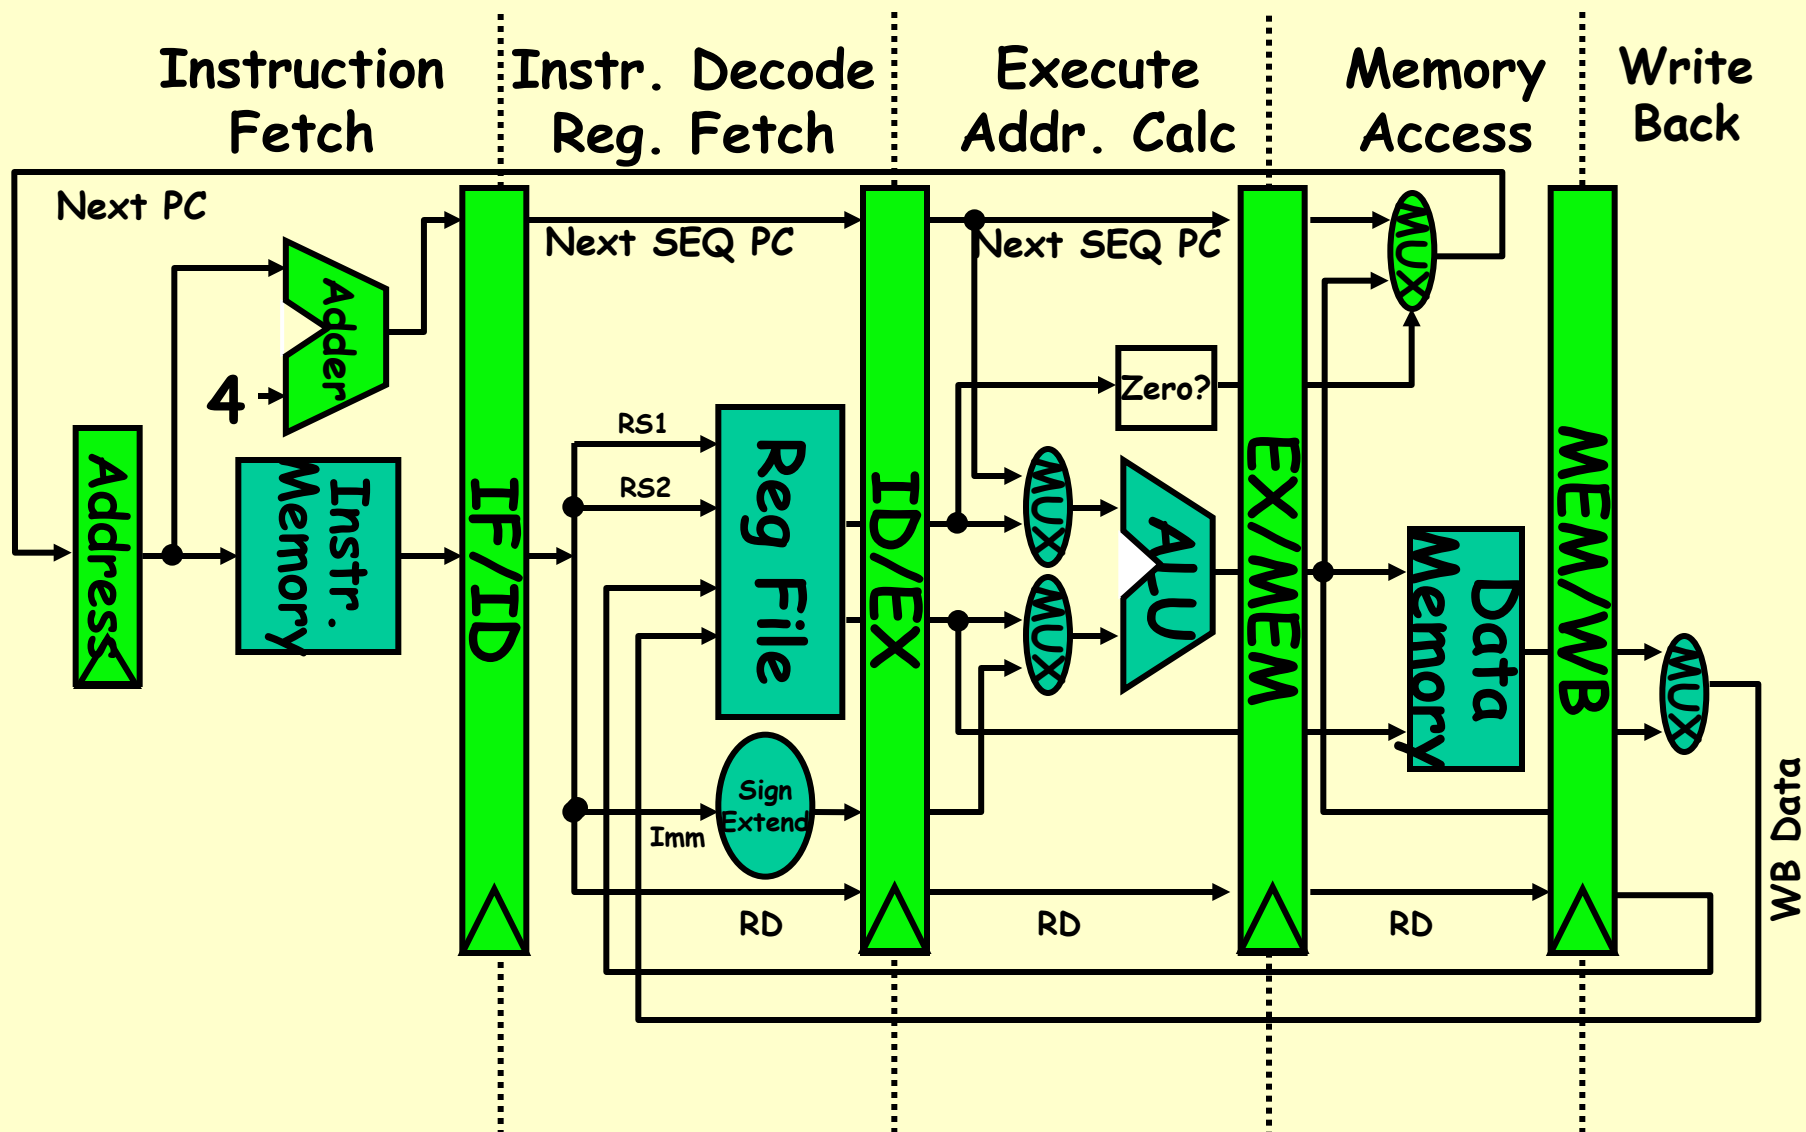 Instruction
Fetch
Instr. Decode
Reg. Fetch
Execute
Addr. Calc
Memory
Access
Write
Back
Next PC
Next SEQ PC
Next SEQ PC
MUX
Adder
4
Zero?
RS1
RS2
Address
Instr.
Memory
IF/ID
Reg File
ID/EX
MUX
MUX
ALU
EX/MEM
Data
Memory
MEM/WB
MUX
Sign
Extend
Imm
WB Data
RD
RD
RD